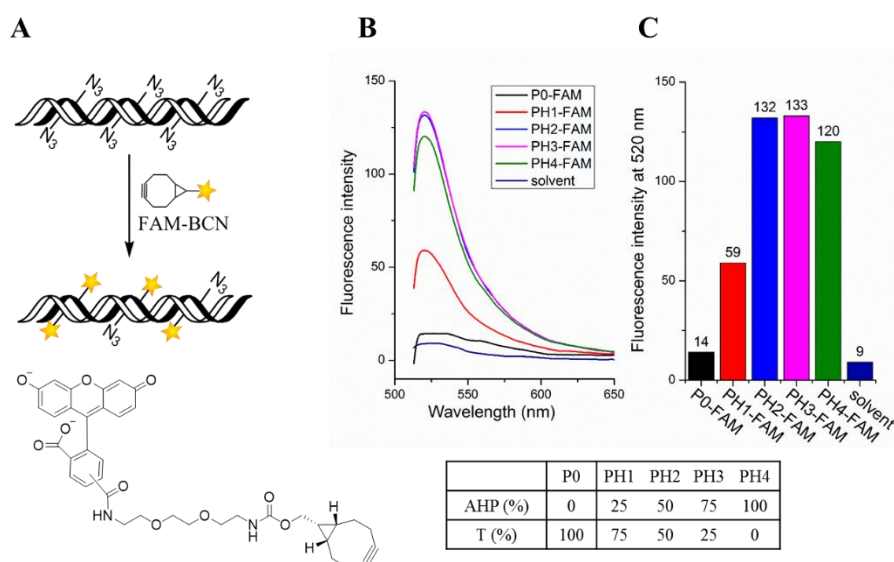 A
N3 N3 N3
N3 N3 N3
FAM-BCN
N3
N3
O− O O
O O−
O
HN O O N H O O H H
B
Fluorescence intensity
150
100
50
0
500 550 600 650
Wavelength (nm)
P0-FAM
PH1-FAM
PH2-FAM
PH3-FAM
PH4-FAM
solvent
C
Fluorescence intensity at 520 nm
150
100
50
0
14 59 132 133 120 9
P0-FAM PH1-FAM PH2-FAM PH3-FAM PH4-FAM solvent
P0 PH1 PH2 PH3 PH4
AHP (%) 0 25 50 75 100
T (%) 100 75 50 25 0